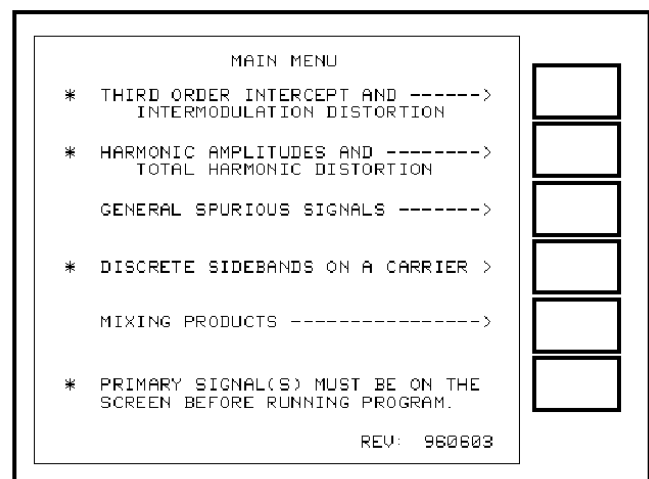 MAIN MENU
* THIRD ORDER INTERCEPT AND ------>
INTERMODULATION DISTORTION
* HARMONIC AMPLITUDES AND -------->
TOTAL HARMONIC DISTORTION
GENERAL SPURIOUS SIGNALS ------->
* DISCRETE SIDEBANDS ON A CARRIER >
MIXING PRODUCTS ---------------->
* PRIMARY SIGNAL(S) MUST BE ON THE
SCREEN BEFORE RUNNING PROGRAM.
REV: 960603